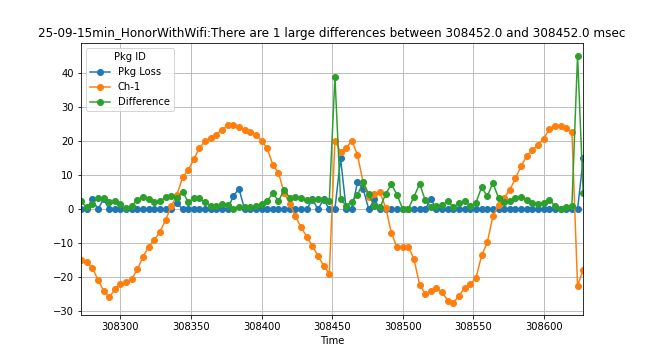 25-09-15min_HonorWithWifi:There are 1 large differences between 308452.0 and 308452.0 msec
Pkg ID
Pkg Loss
Ch-1
Difference
40
30
20
10
0
−10
−20
−30
308300 308350 308400 308450 308500 308550 308600
Time